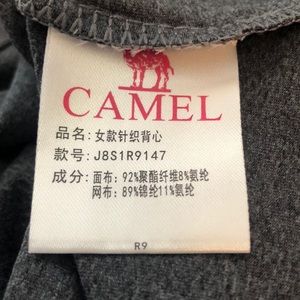 CAMEL
品名: 女款针织背心
款号: J8S1R9147
成分: 面布: 92%聚酯纤维8%氨纶
网布: 89%锦纶11%氨纶
R9